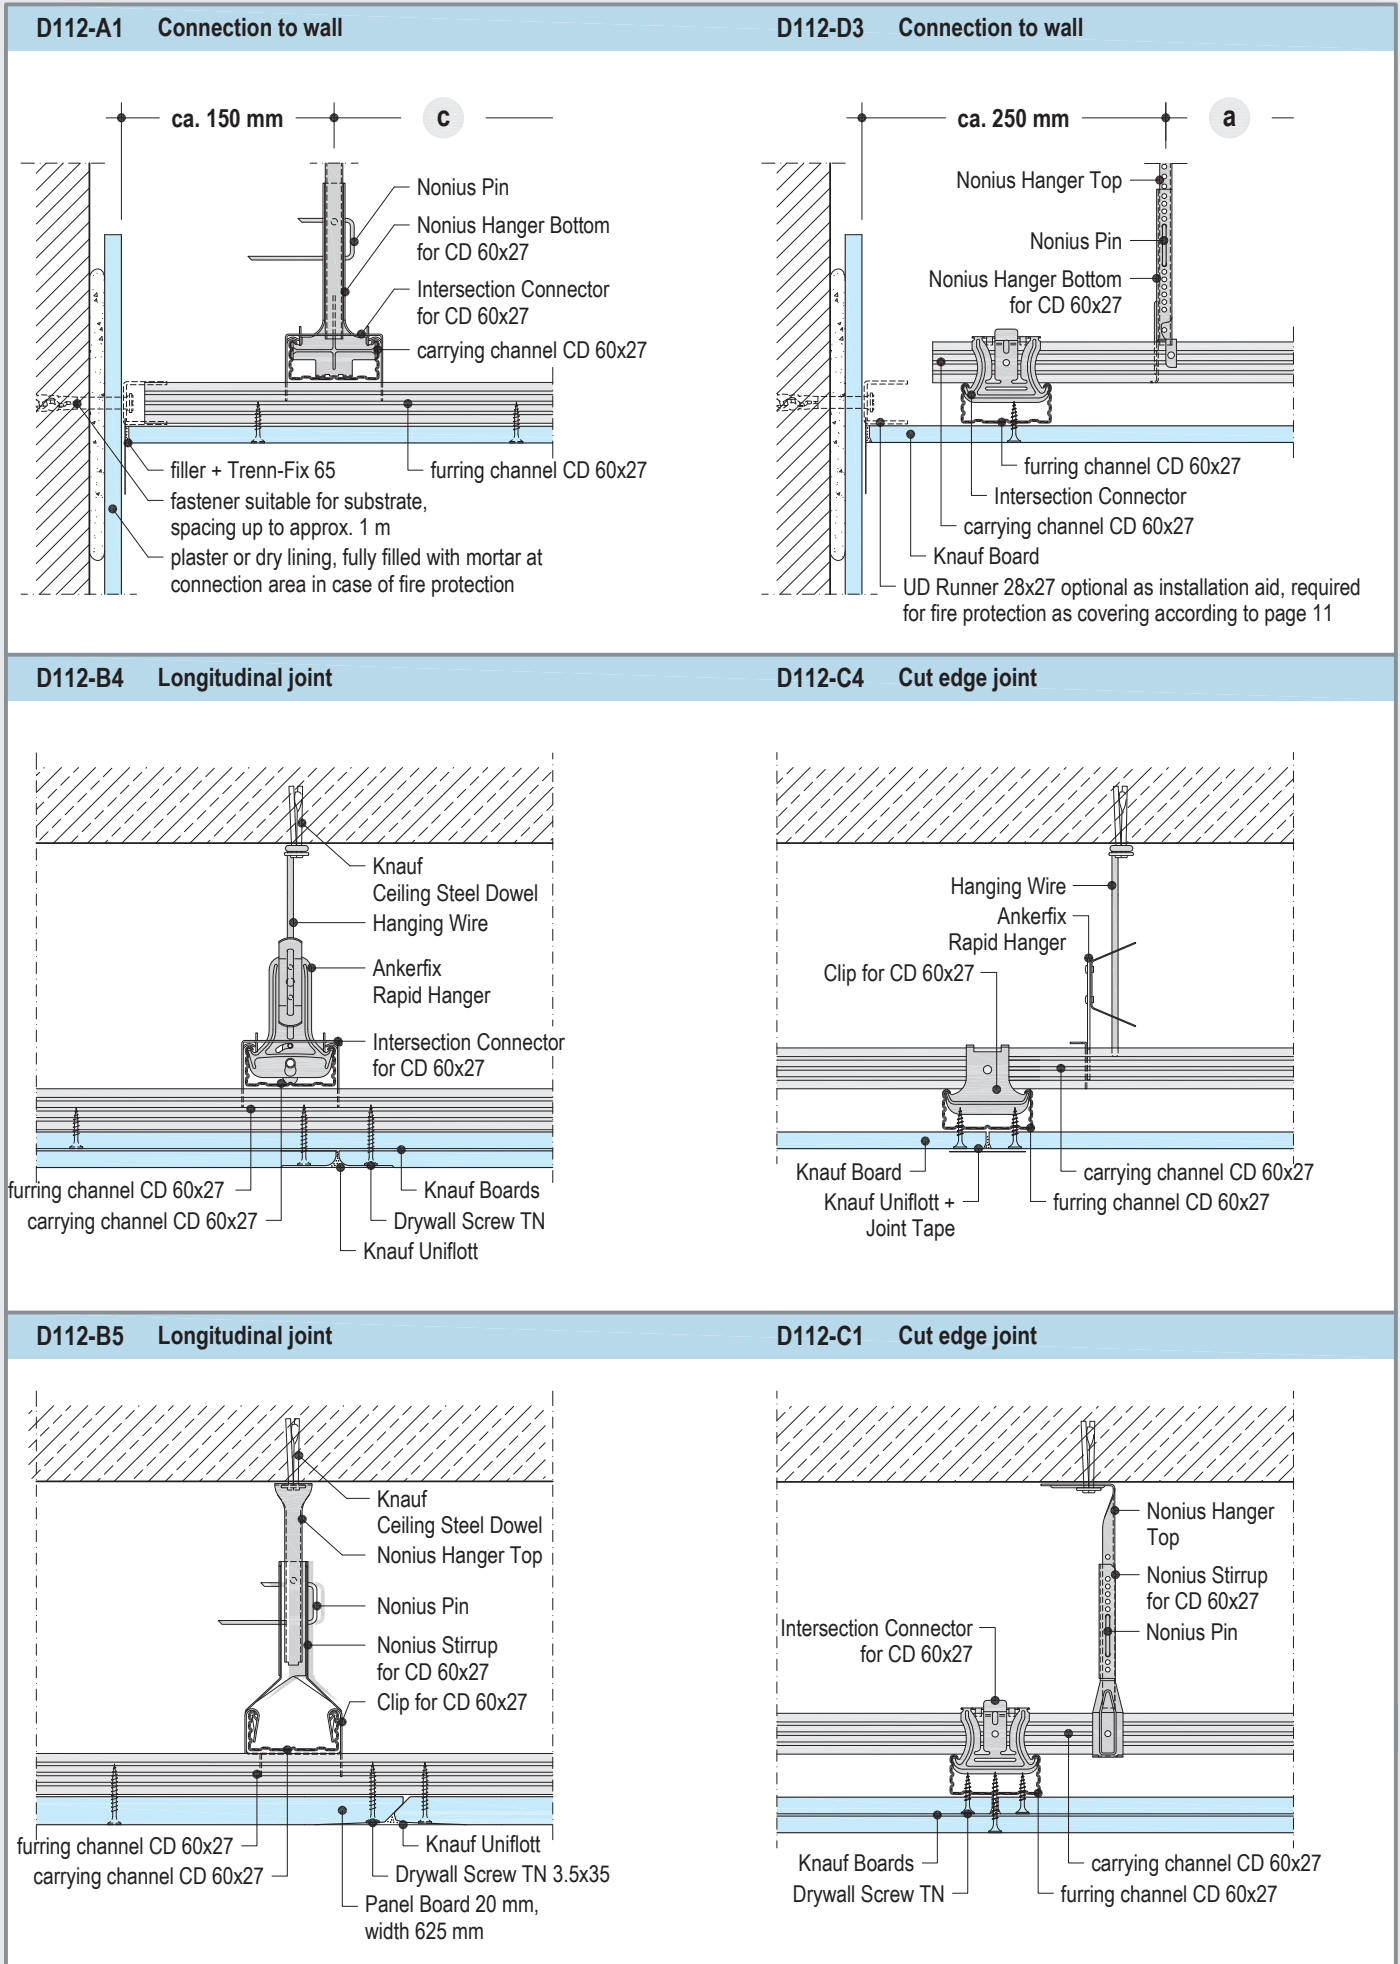 D112-A1 Connection to wall
ca. 150 mm
c
Nonius Pin
Nonius Hanger Bottom
for CD 60x27
Intersection Connector
for CD 60x27
carrying channel CD 60x27
furring channel CD 60x27
filler + Trenn-Fix 65
fastener suitable for substrate,
spacing up to approx. 1 m
plaster or dry lining, fully filled with mortar at
connection area in case of fire protection
D112-D3 Connection to wall
ca. 250 mm
a
Nonius Hanger Top
Nonius Pin
Nonius Hanger Bottom
for CD 60x27
furring channel CD 60x27
Intersection Connector
carrying channel CD 60x27
Knauf Board
UD Runner 28x27 optional as installation aid, required
for fire protection as covering according to page 11
D112-B4 Longitudinal joint
Knauf
Ceiling Steel Dowel
Hanging Wire
Ankerfix
Rapid Hanger
Intersection Connector
for CD 60x27
furring channel CD 60x27
carrying channel CD 60x27
Knauf Boards
Drywall Screw TN
Knauf Uniflott
D112-C4 Cut edge joint
Hanging Wire
Ankerfix
Rapid Hanger
Clip for CD 60x27
Knauf Board
Knauf Uniflott +
Joint Tape
carrying channel CD 60x27
furring channel CD 60x27
D112-B5 Longitudinal joint
Knauf
Ceiling Steel Dowel
Nonius Hanger Top
Nonius Pin
Nonius Stirrup
for CD 60x27
Clip for CD 60x27
furring channel CD 60x27
carrying channel CD 60x27
Knauf Uniflott
Drywall Screw TN 3.5x35
Panel Board 20 mm,
width 625 mm
D112-C1 Cut edge joint
Nonius Hanger
Top
Nonius Stirrup
for CD 60x27
Nonius Pin
Intersection Connector
for CD 60x27
Knauf Boards
Drywall Screw TN
carrying channel CD 60x27
furring channel CD 60x27